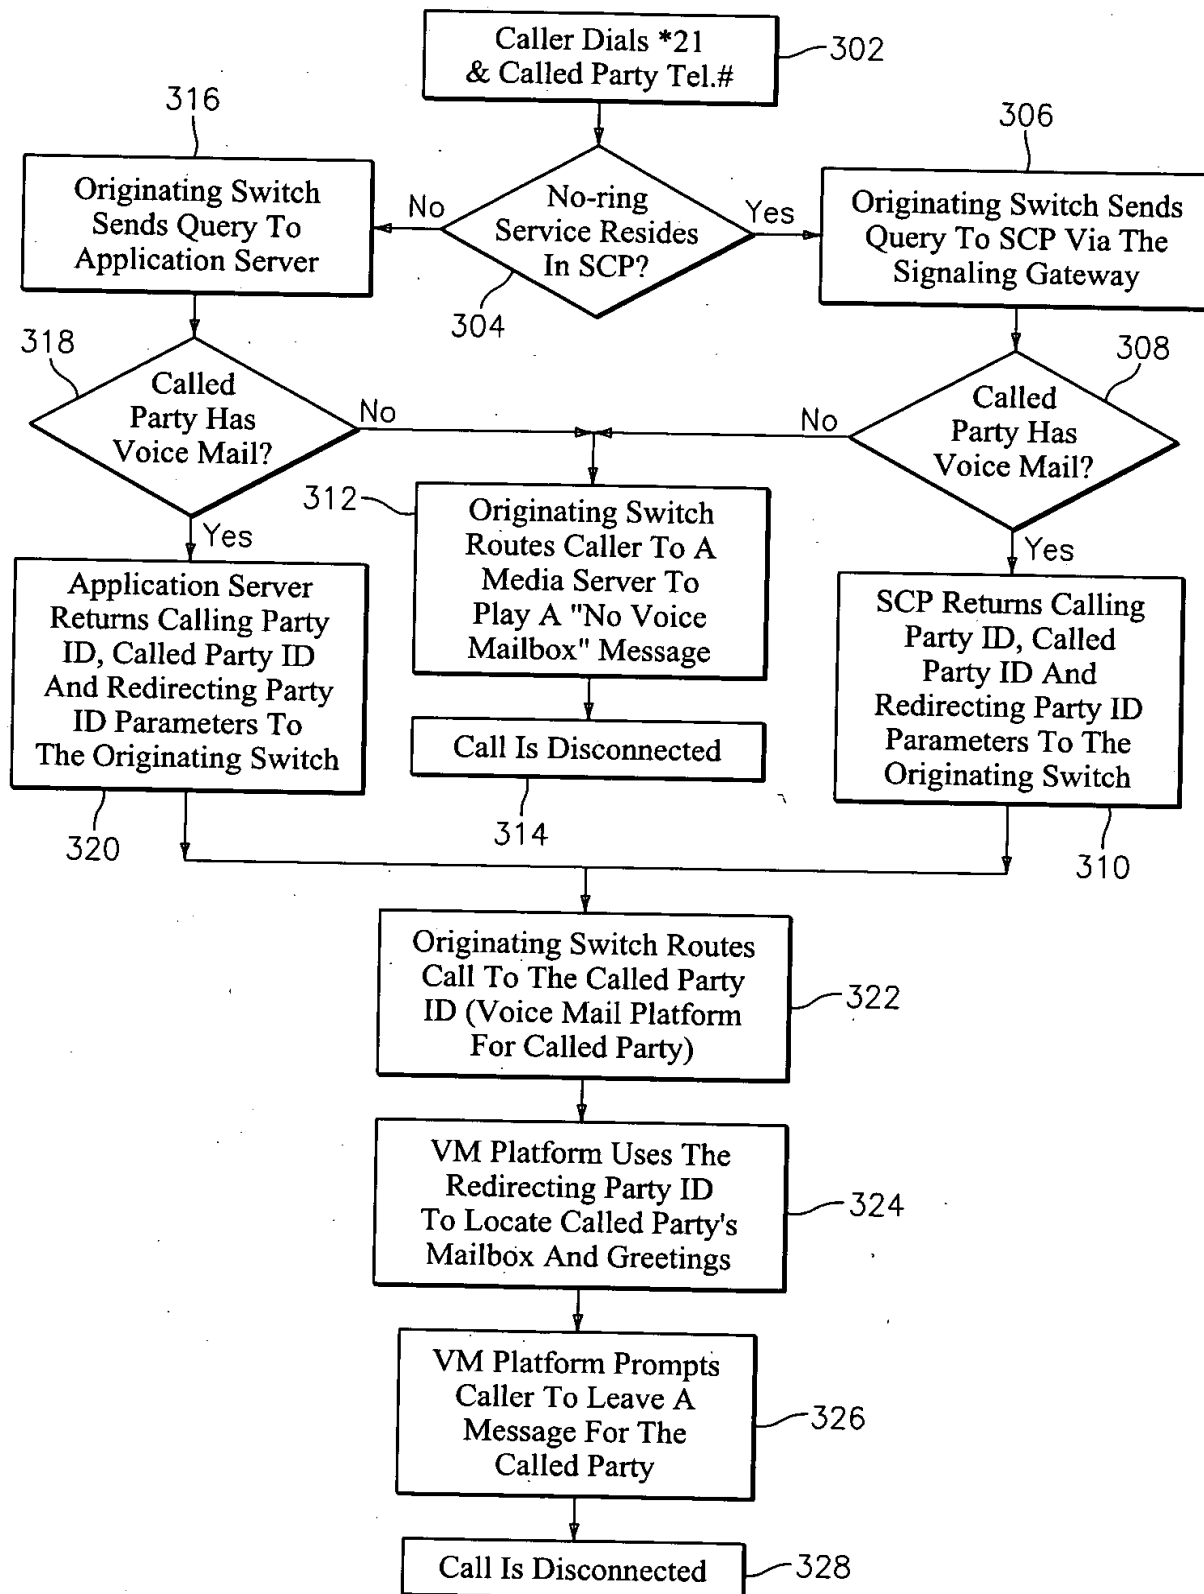 Caller Dials *21
& Called Party Tel.#
302
316
306
Originating Switch
Sends Query To
Application Server
No
No-ring
Service Resides
In SCP?
Yes
Originating Switch Sends
Query To SCP Via The
Signaling Gateway
304
318
308
Called
Party Has
Voice Mail?
No
No
Called
Party Has
Voice Mail?
312
Yes
Originating Switch
Routes Caller To A
Media Server To
Play A "No Voice
Mailbox" Message
Yes
Application Server
Returns Calling Party
ID, Called Party ID
And Redirecting Party
ID Parameters To
The Originating Switch
SCP Returns Calling
Party ID, Called
Party ID And
Redirecting Party ID
Parameters To The
Originating Switch
Call Is Disconnected
320
314
310
Originating Switch Routes
Call To The Called Party
ID (Voice Mail Platform
For Called Party)
322
VM Platform Uses The
Redirecting Party ID
To Locate Called Party's
Mailbox And Greetings
324
VM Platform Prompts
Caller To Leave A
Message For The
Called Party
326
Call Is Disconnected
328